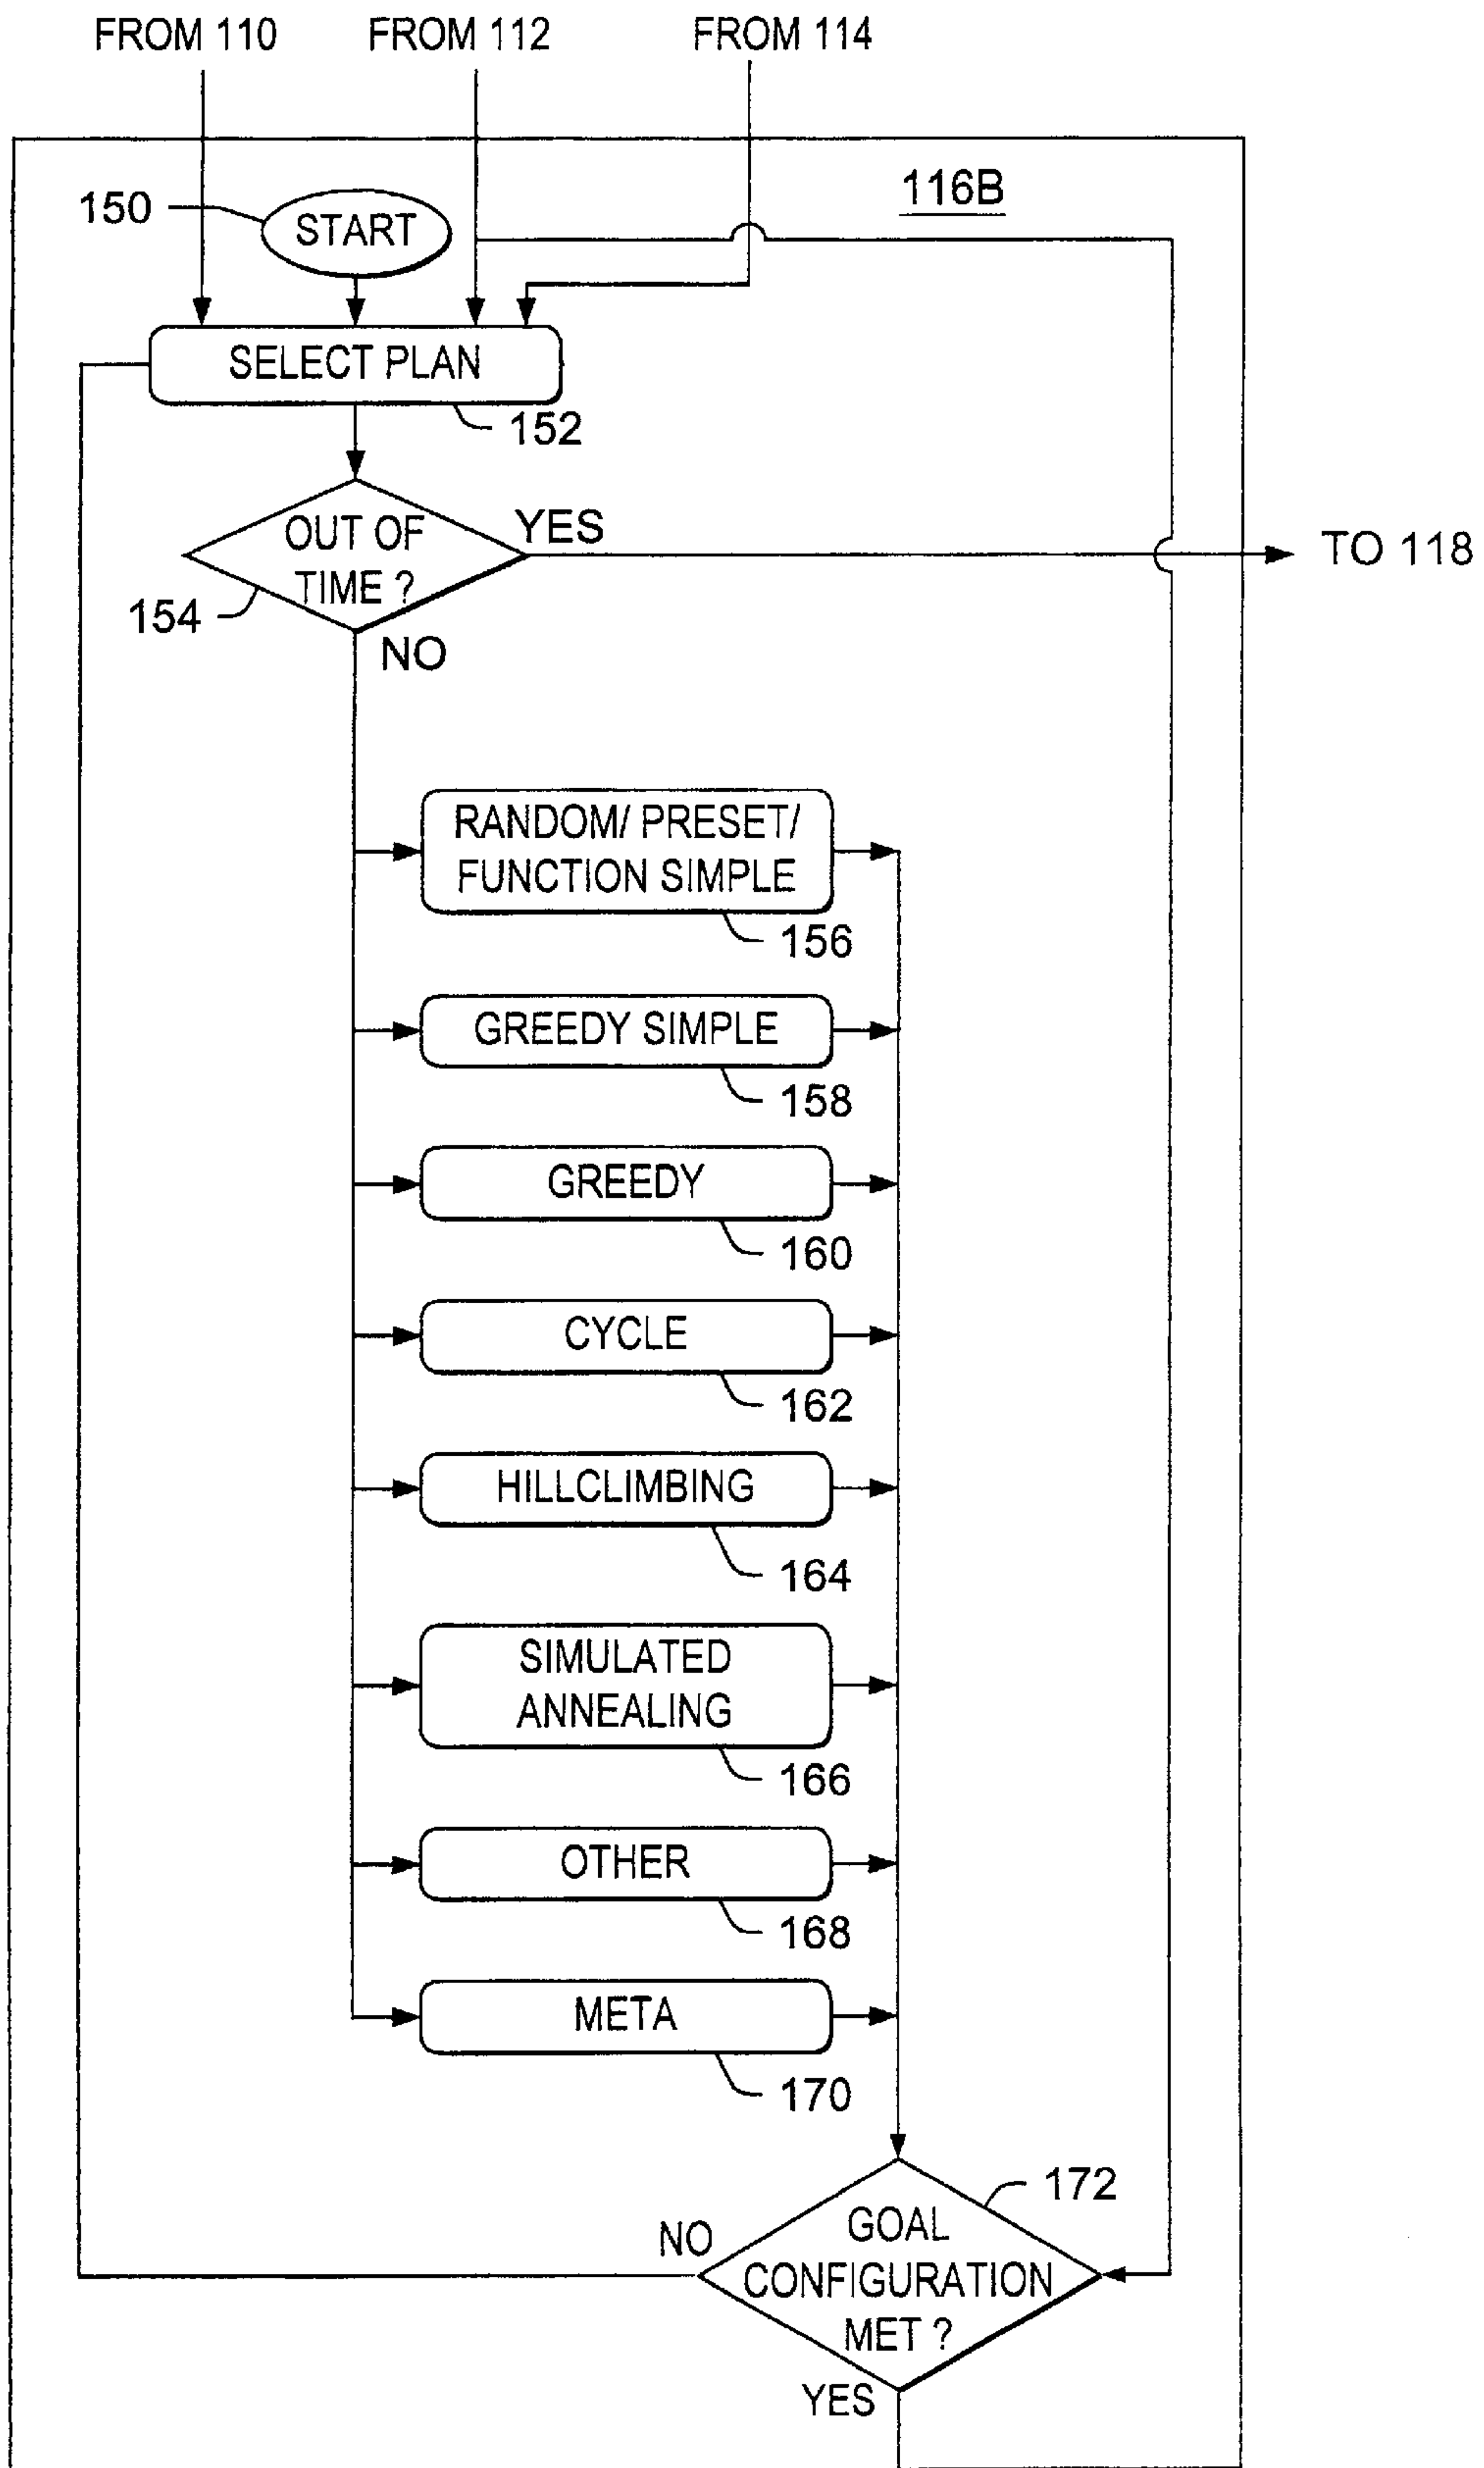 FROM 110
FROM 112
FROM 114
116B
150
START
SELECT PLAN
152
OUT OF
TIME ?
YES
TO 118
154
NO
RANDOM/ PRESET/
FUNCTION SIMPLE
156
GREEDY SIMPLE
158
GREEDY
160
CYCLE
162
HILLCLIMBING
164
SIMULATED
ANNEALING
166
OTHER
168
META
170
172
NO
GOAL
CONFIGURATION
MET ?
YES